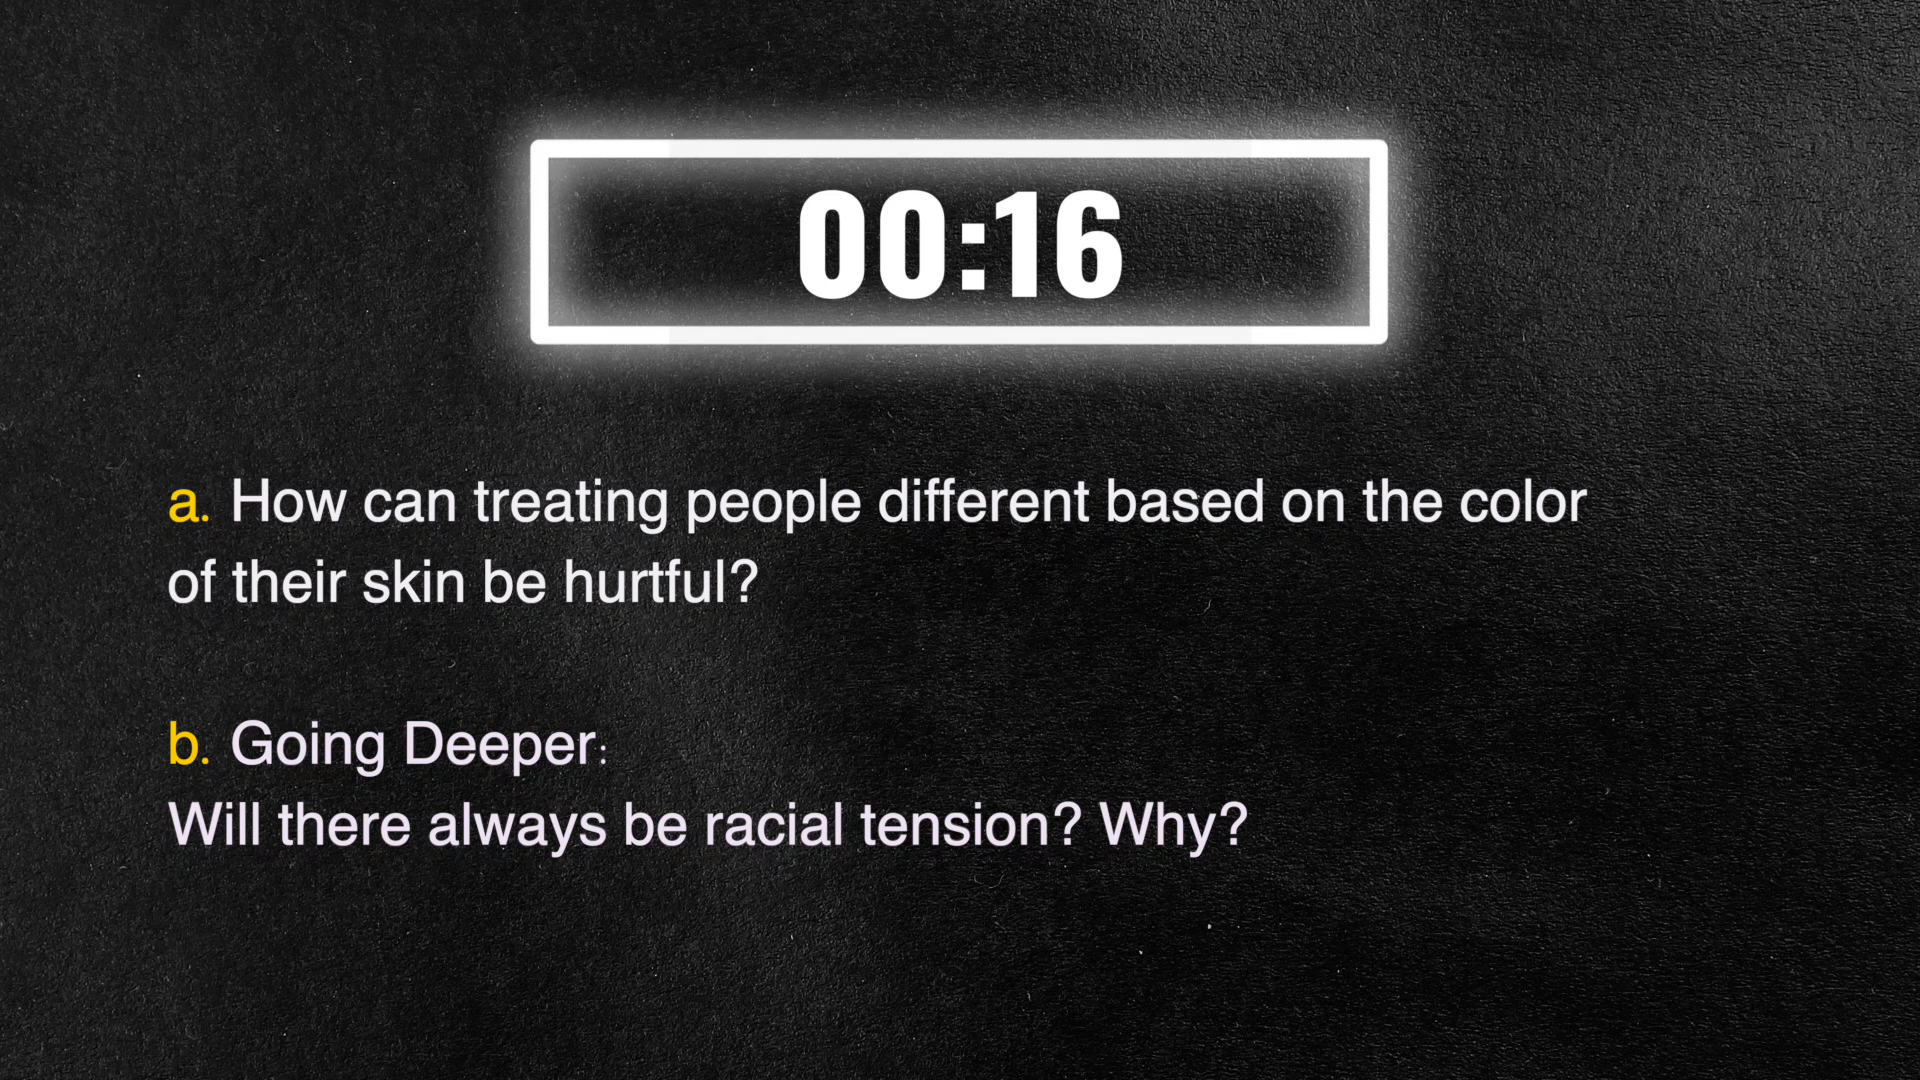 00:16
a. How can treating people different based on the color
of their skin be hurtful?
b. Going Deeper:
Will there always be racial tension? Why?